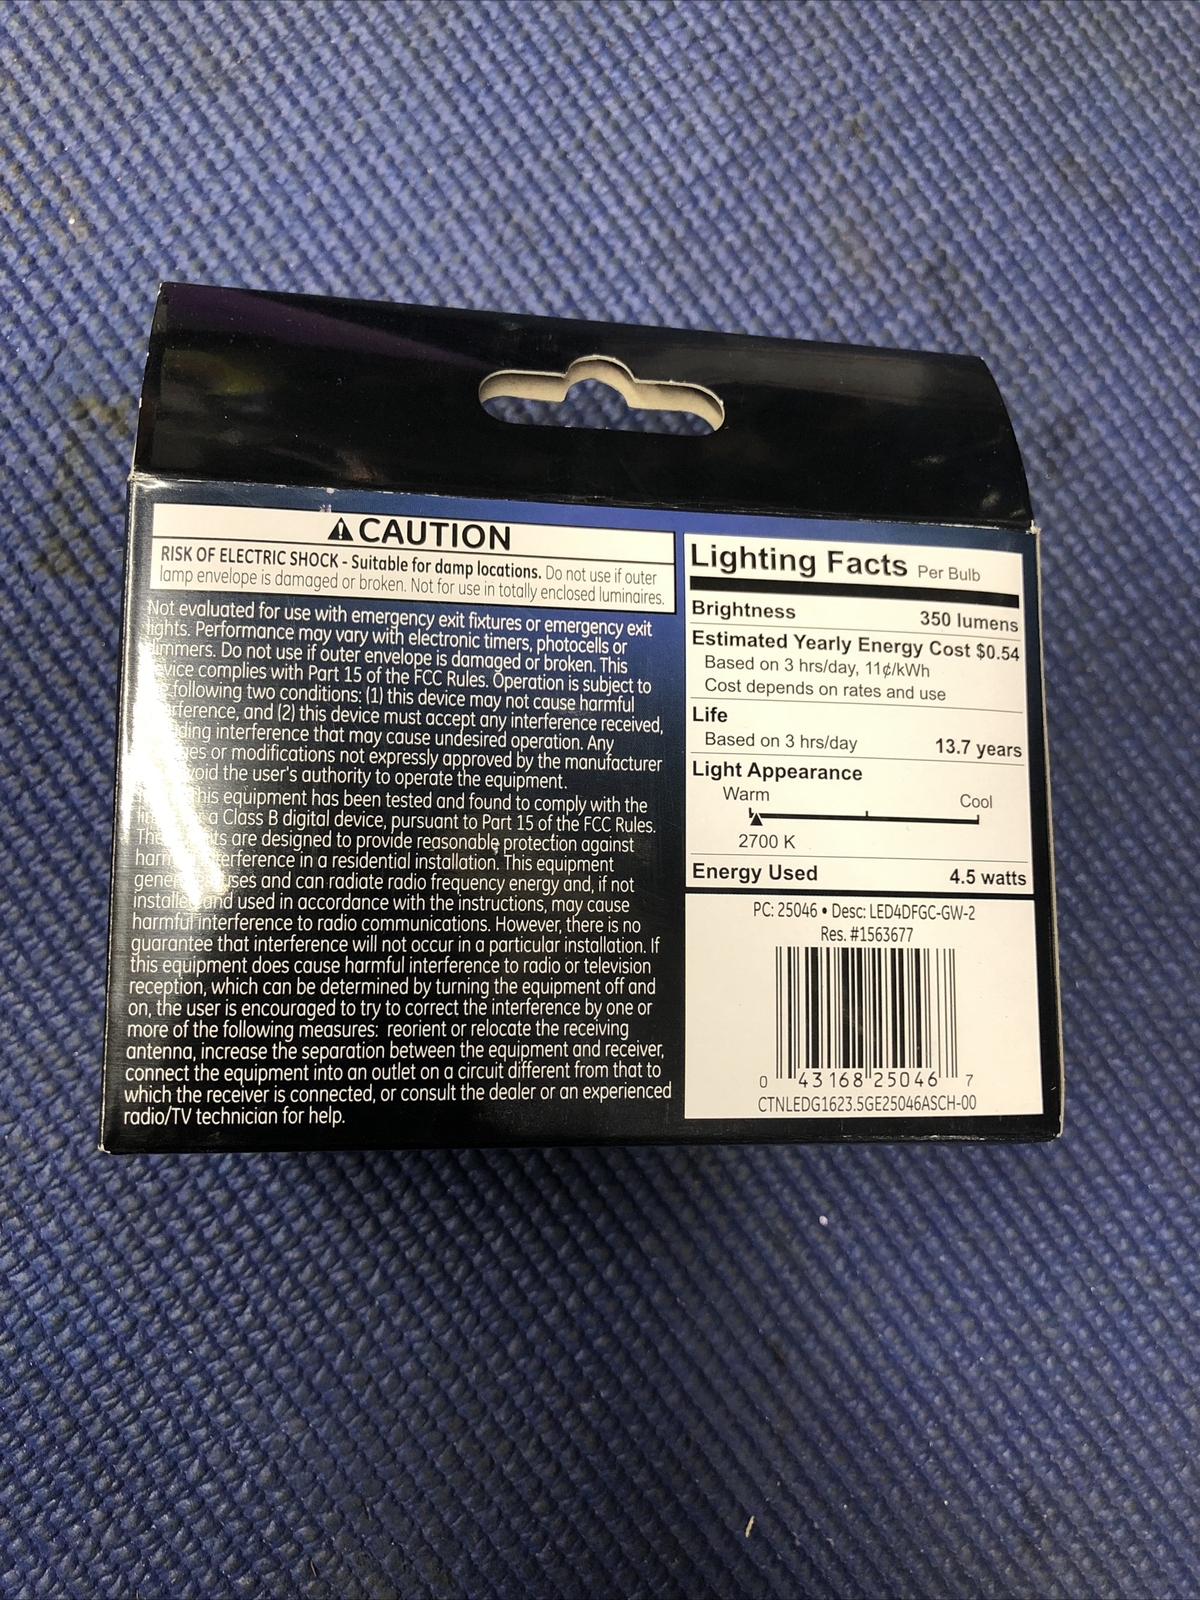 ⚠CAUTION
RISK OF ELECTRIC SHOCK - Suitable for damp locations. Do not use if outer
lamp envelope is damaged or broken. Not for use in totally enclosed luminaires.
Not evaluated for use with emergency exit fixtures or emergency exit
lights. Performance may vary with electronic timers, photocells or
dimmers. Do not use if outer envelope is damaged or broken. This
device complies with Part 15 of the FCC Rules. Operation is subject to
following two conditions: (1) this device may not cause harmful
interference, and (2) this device must accept any interference received,
interference that may cause undesired operation. Any
or modifications not expressly approved by the manufacturer
void the user's authority to operate the equipment.
this equipment has been tested and found to comply with the
a Class B digital device, pursuant to Part 15 of the FCC Rules.
These are designed to provide reasonable protection against
harmful interference in a residential installation. This equipment
uses and can radiate radio frequency energy and, if not
installed and used in accordance with the instructions, may cause
harmful interference to radio communications. However, there is no
guarantee that interference will not occur in a particular installation. If
this equipment does cause harmful interference to radio or television
reception, which can be determined by turning the equipment off and
on, the user is encouraged to try to correct the interference by one or
more of the following measures: reorient or relocate the receiving
antenna, increase the separation between the equipment and receiver,
connect the equipment into an outlet on a circuit different from that to
which the receiver is connected, or consult the dealer or an experienced
radio/TV technician for help.
Lighting Facts Per Bulb
Brightness 350 lumens
Estimated Yearly Energy Cost $0.54
Based on 3 hrs/day, 11¢/kWh
Cost depends on rates and use
Life
Based on 3 hrs/day 13.7 years
Light Appearance
Warm Cool
2700 K
Energy Used 4.5 watts
PC: 25046 • Desc: LED4DFGC-GW-2
Res. #1563677
0 43168 25046 7
CTNLEDG1623.5GE25046ASCH-00